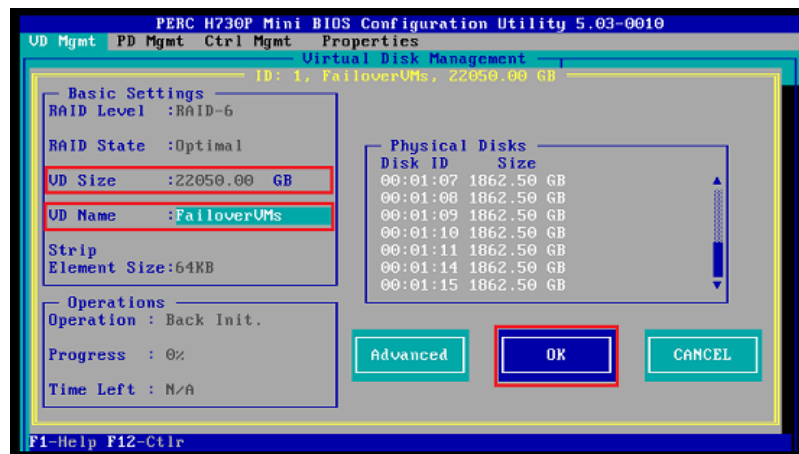 PERC H730P Mini BIOS Configuration Utility 5.03-0010
VD Mgmt PD Mgmt Ctrl Mgmt Properties
Virtual Disk Management
ID: 1, FailoverVMs, 22050.00 GB
Basic Settings
RAID Level :RAID-6
RAID State :Optimal
VD Size :22050.00 GB
VD Name :FailoverVMs
Strip
Element Size:64KB
Physical Disks
Disk ID Size
00:01:07 1862.50 GB
00:01:08 1862.50 GB
00:01:09 1862.50 GB
00:01:10 1862.50 GB
00:01:11 1862.50 GB
00:01:14 1862.50 GB
00:01:15 1862.50 GB
Operations
Operation : Back Init.
Progress : 0%
Time Left : N/A
Advanced
OK
CANCEL
F1-Help F12-Ctlr